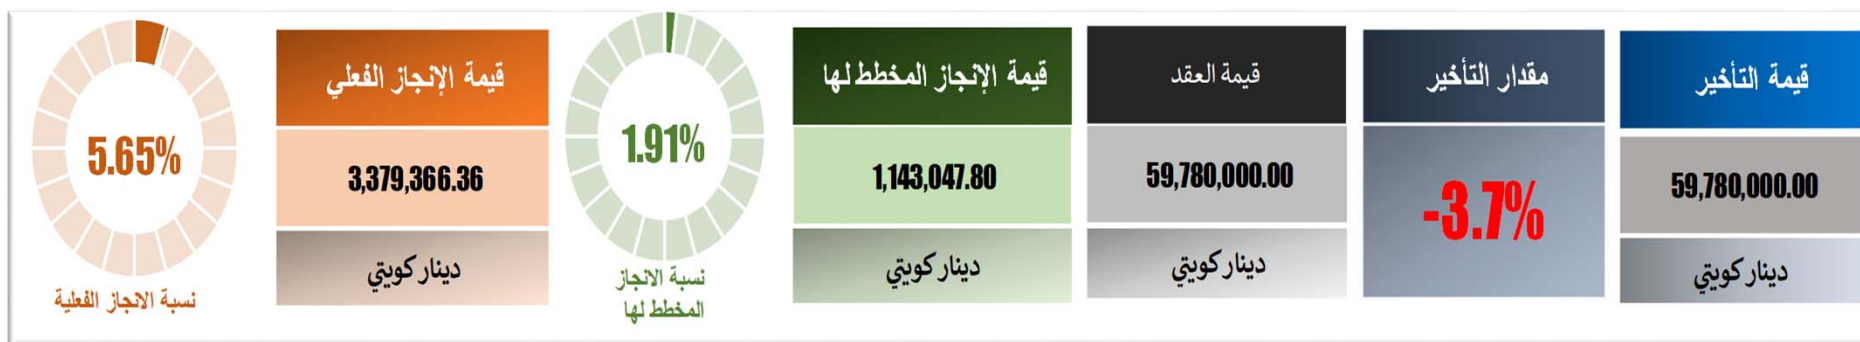 قيمة التأخير
59,780,000.00
دينار كويتي
مقدار التأخير
-3.7%
قيمة العقد
59,780,000.00
دينار كويتي
قيمة الإنجاز المخطط لها
1,143,047.80
دينار كويتي
1.91%
نسبة الانجاز
المخطط لها
قيمة الإنجاز الفعلي
3,379,366.36
دينار كويتي
5.65%
نسبة الانجاز الفعلية